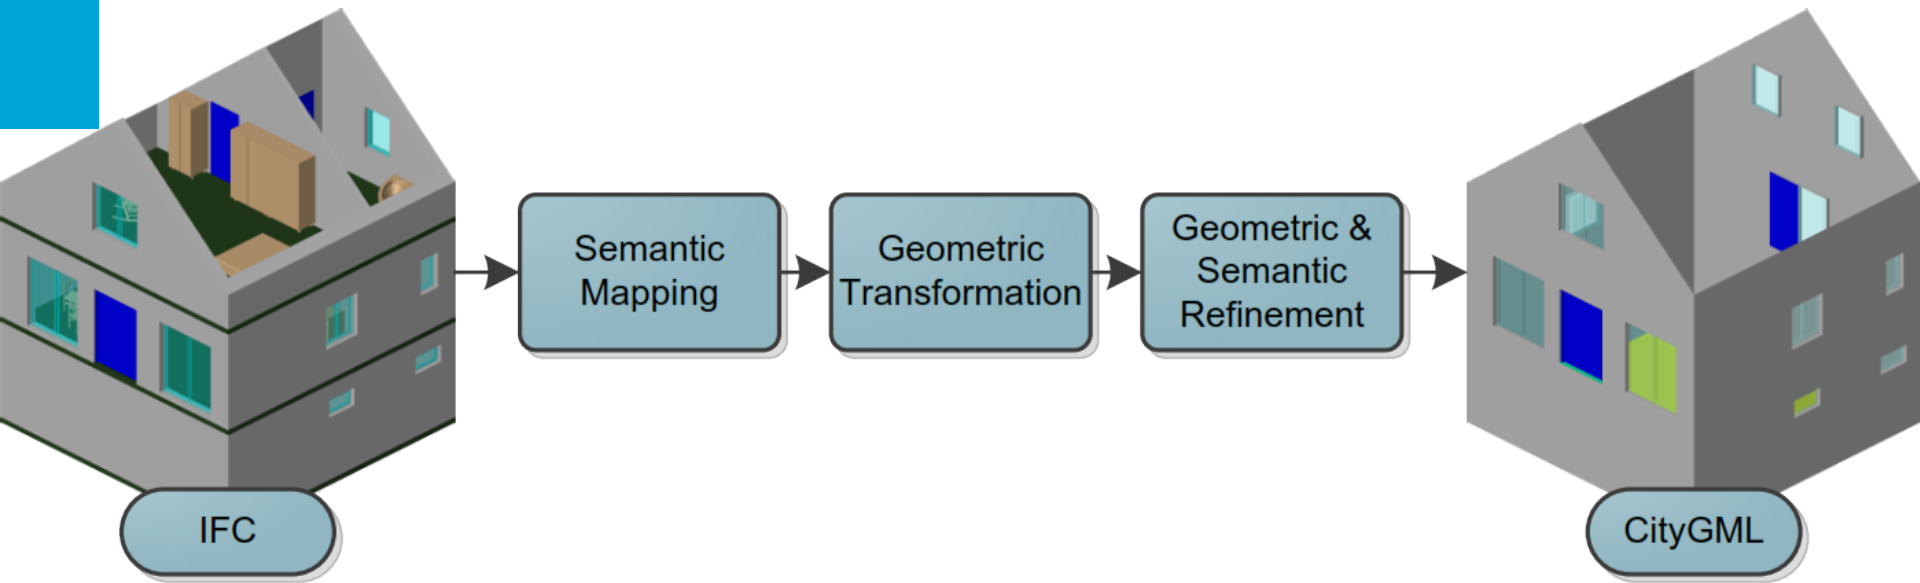 Semantic
Mapping
Geometric
Transformation
Geometric &
Semantic
Refinement
IFC
CityGML